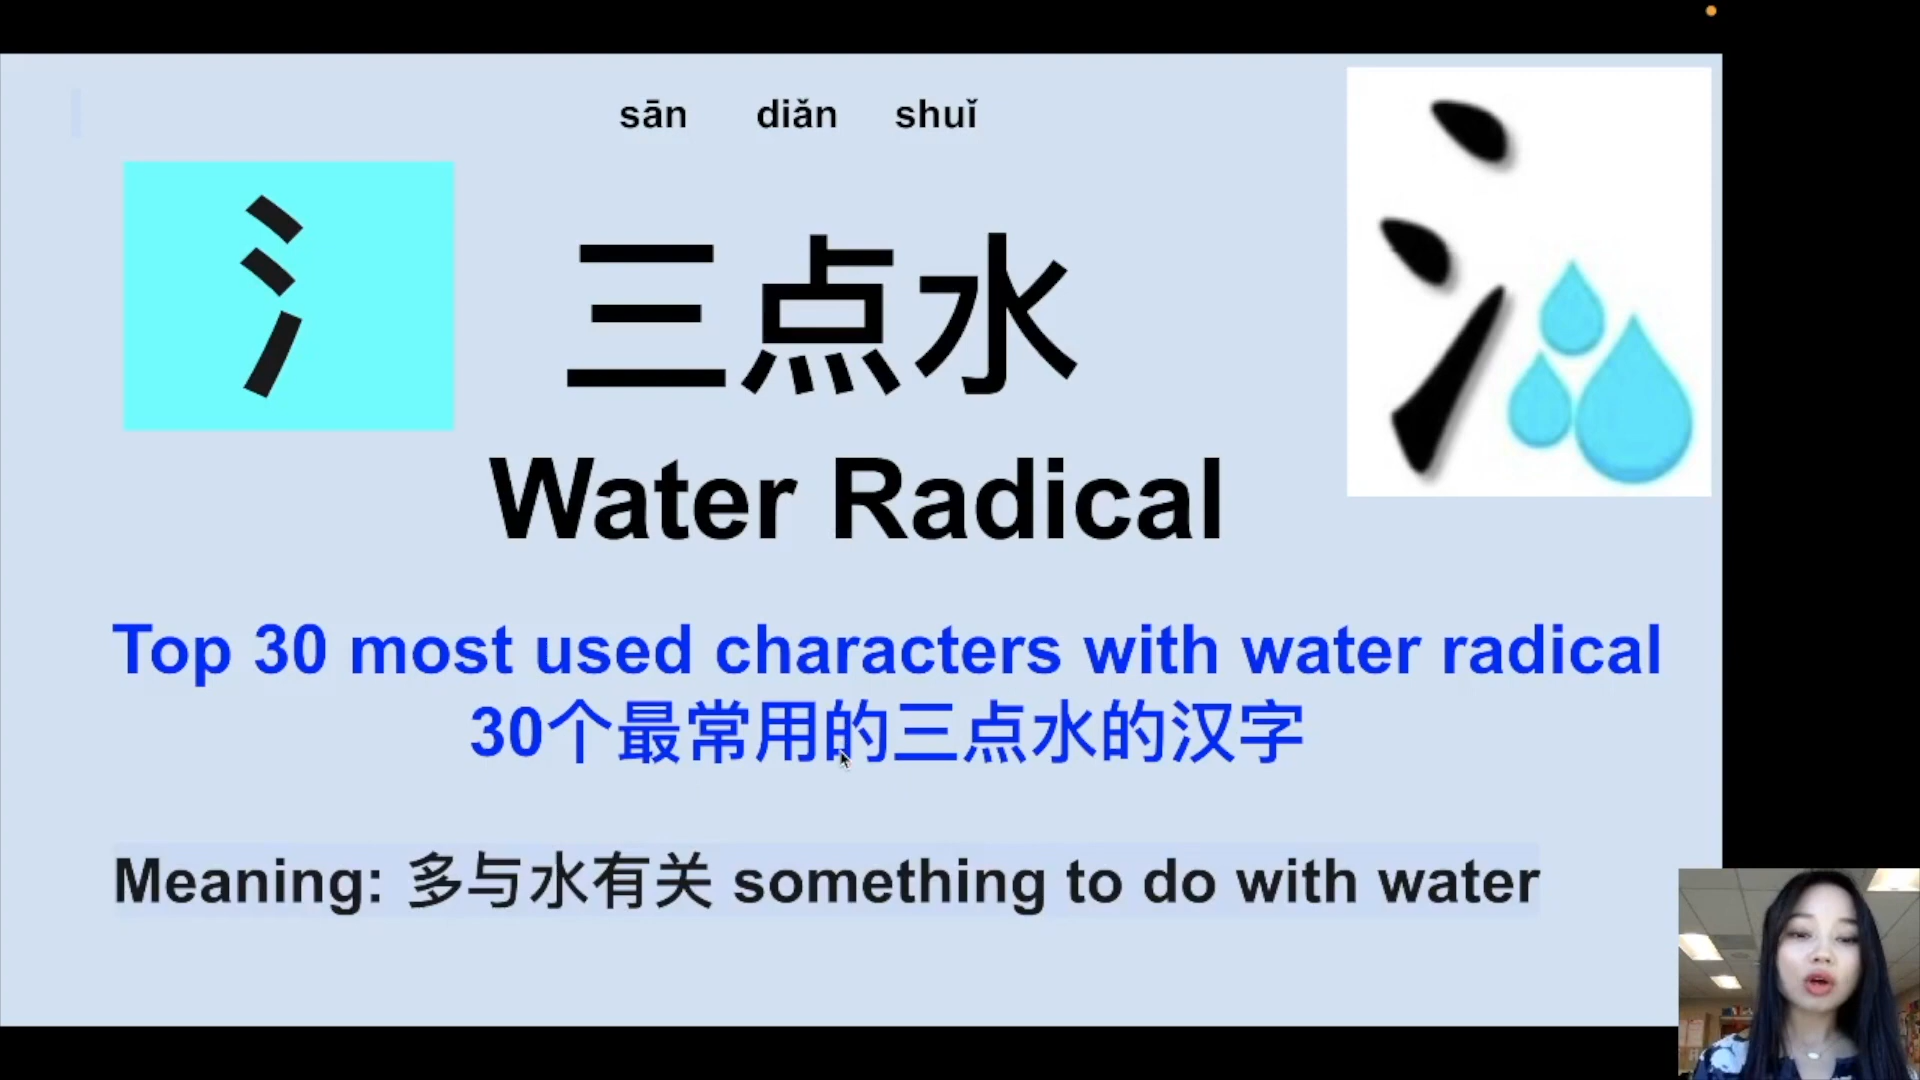 sān diǎn shuǐ
氵
三点水
氵
Water Radical
Top 30 most used characters with water radical
30个最常用的三点水的汉字
Meaning: 多与水有关 something to do with water